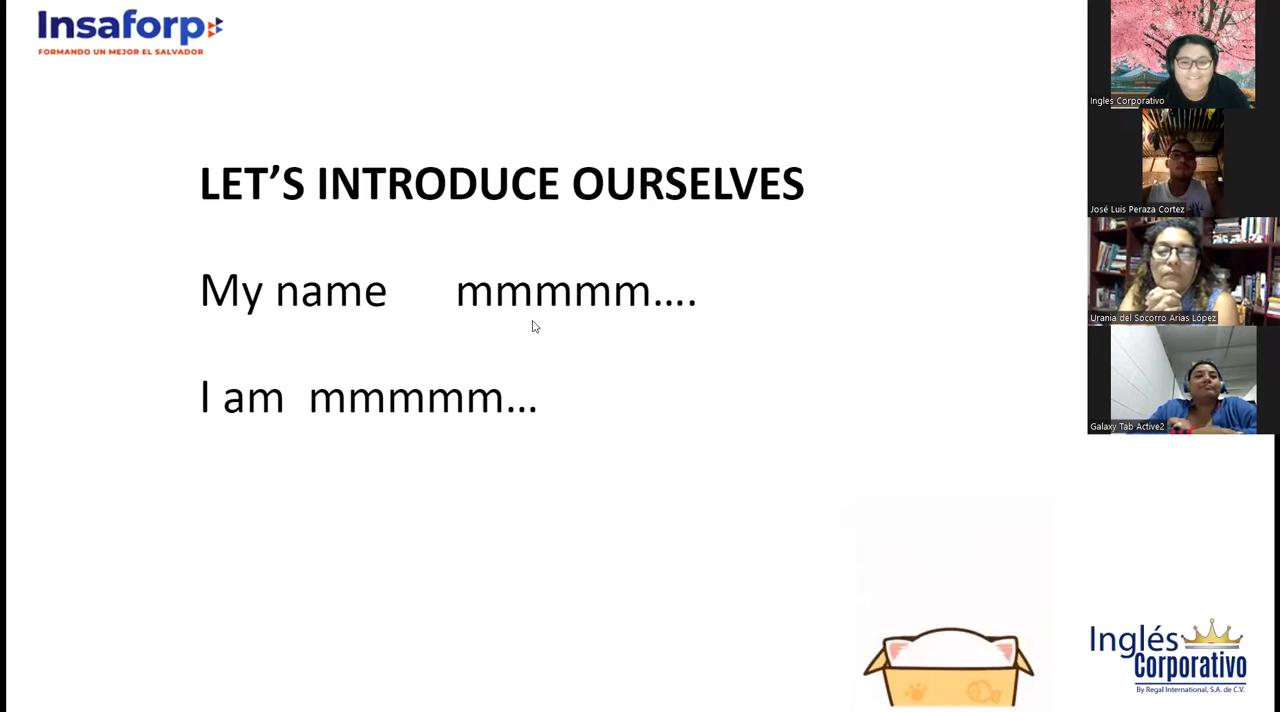 Insaforp
FORMANDO UN MEJOR EL SALVADOR
LET’S INTRODUCE OURSELVES
My name mmmmm….
I am mmmmm…
Ingles Corporativo
José Luis Peraza Cortez
Urania del Socorro Arias López
Galaxy Tab Active2
Inglés
Corporativo
By Regal International, S.A. de C.V.